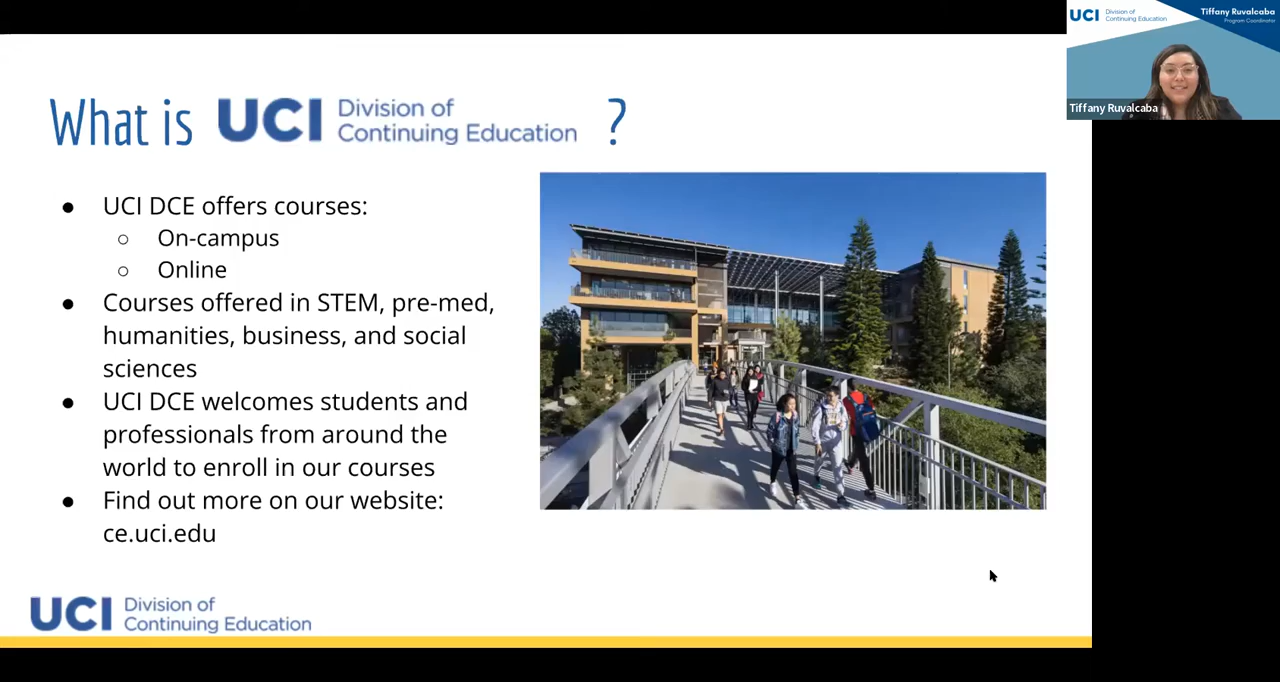 What is UCI Division of
Continuing Education ?
● UCI DCE offers courses:
○ On-campus
○ Online
● Courses offered in STEM, pre-med,
humanities, business, and social
sciences
● UCI DCE welcomes students and
professionals from around the
world to enroll in our courses
● Find out more on our website:
ce.uci.edu
UCI Division of
Continuing Education
UCI Division of
Continuing Education
Tiffany Ruvalcaba
Program Coordinator
Tiffany Ruvalcaba